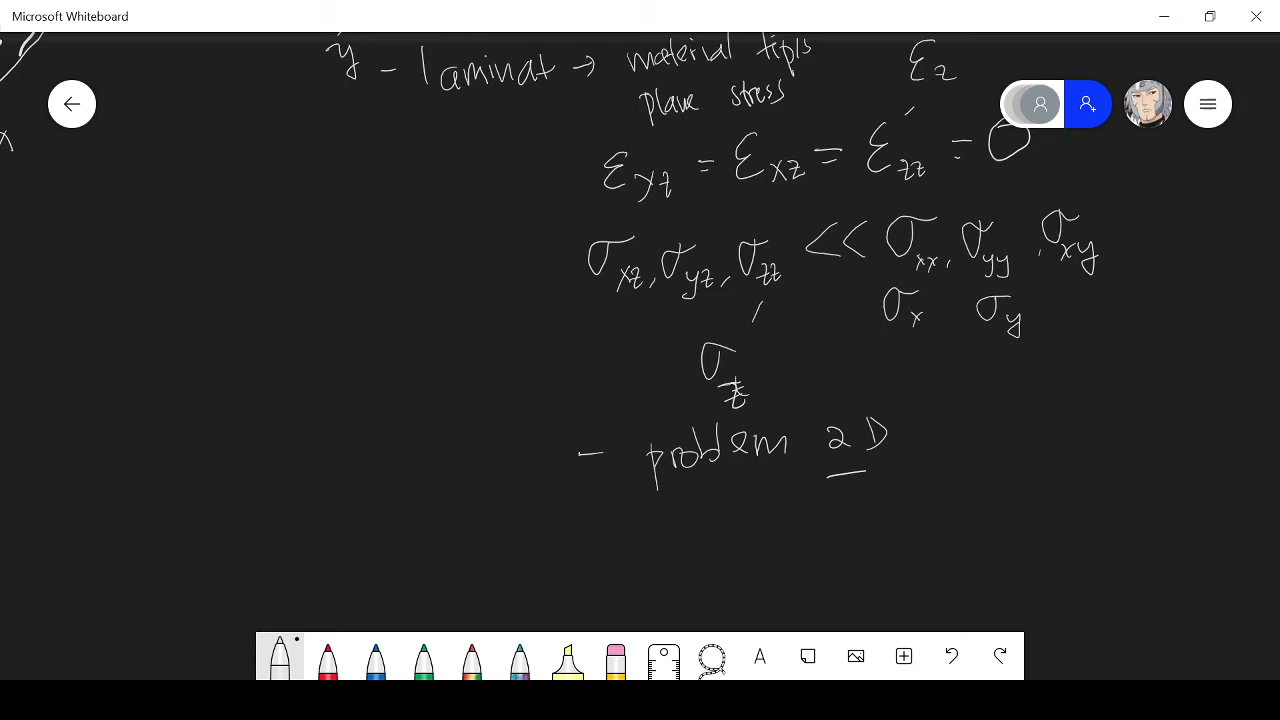 Microsoft Whiteboard
y - laminat → material tipis
plane stress
ε_z
ε_yz = ε_xz = ε_zz = 0
σ_xz, σ_yz, σ_zz << σ_xx, σ_yy, σ_xy
σ_x σ_y
σ_z
- problem 2D
x
A